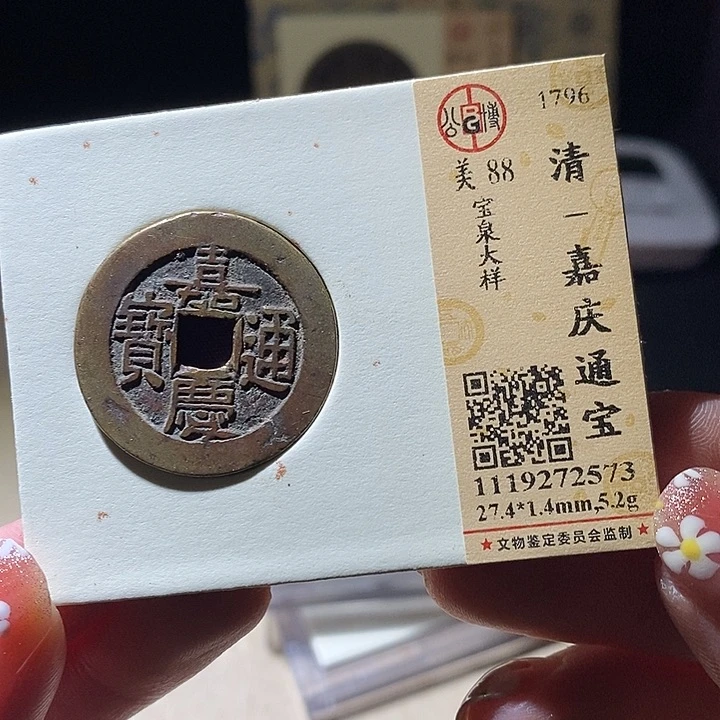 嘉慶通寶
公博
G
1796
美 88
宝泉大样
清-嘉庆通宝
1119272573
27.4*1.4mm,5.2g
★文物鉴定委员会监制★